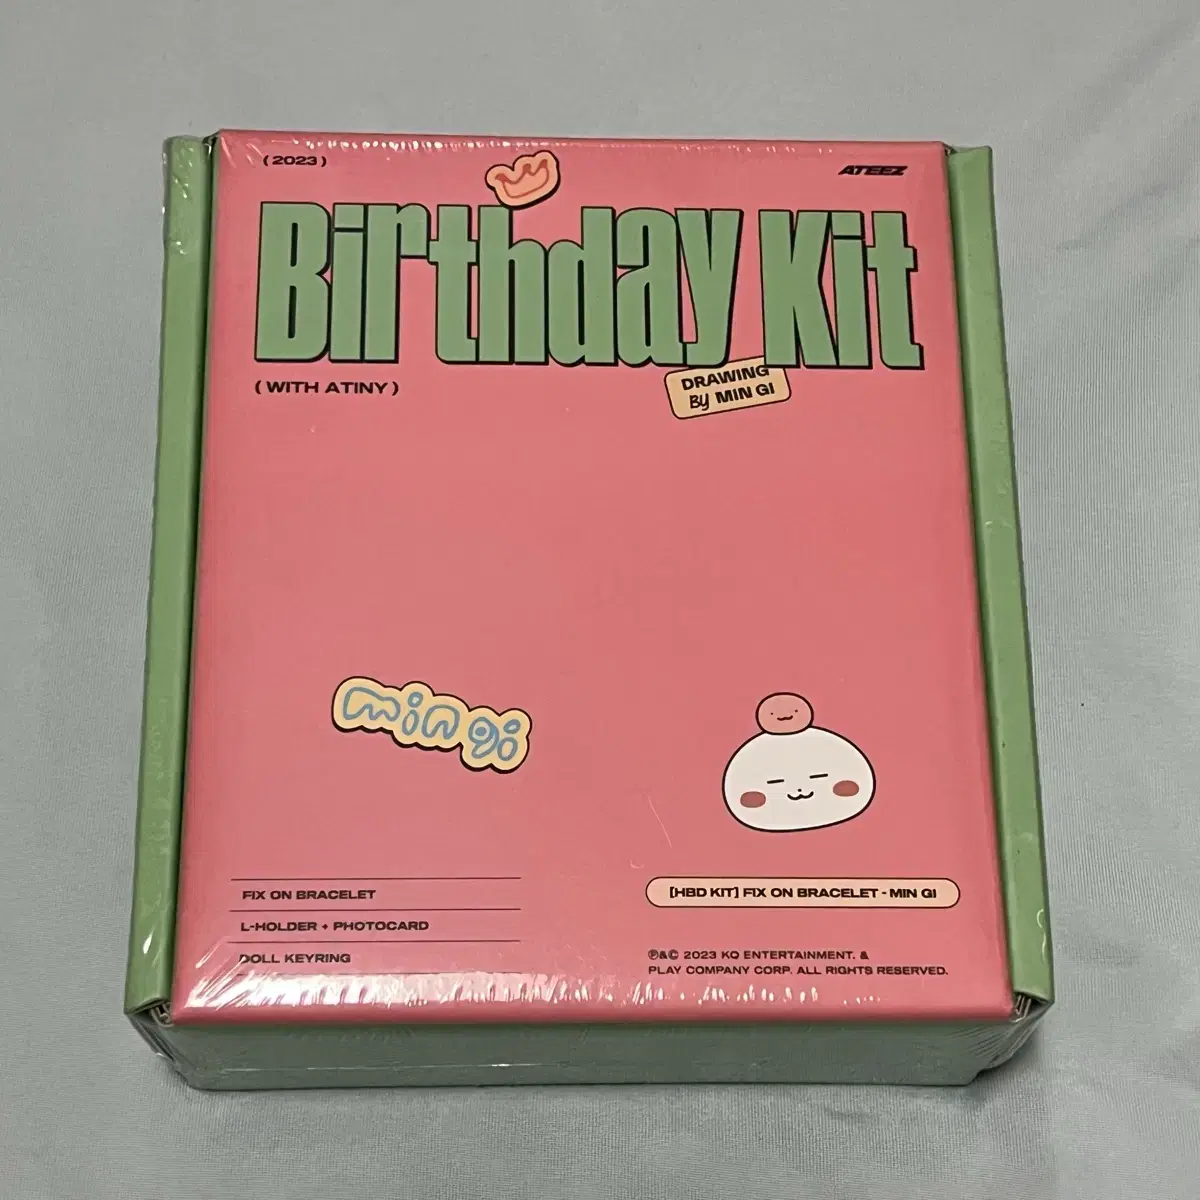 ( 2023 )
ATEEZ
Birthday Kit
( WITH ATINY )
DRAWING
By MIN GI
min gi
FIX ON BRACELET
L-HOLDER + PHOTOCARD
DOLL KEYRING
[HBD KIT] FIX ON BRACELET - MIN GI
℗&© 2023 KQ ENTERTAINMENT. &
PLAY COMPANY CORP. ALL RIGHTS RESERVED.